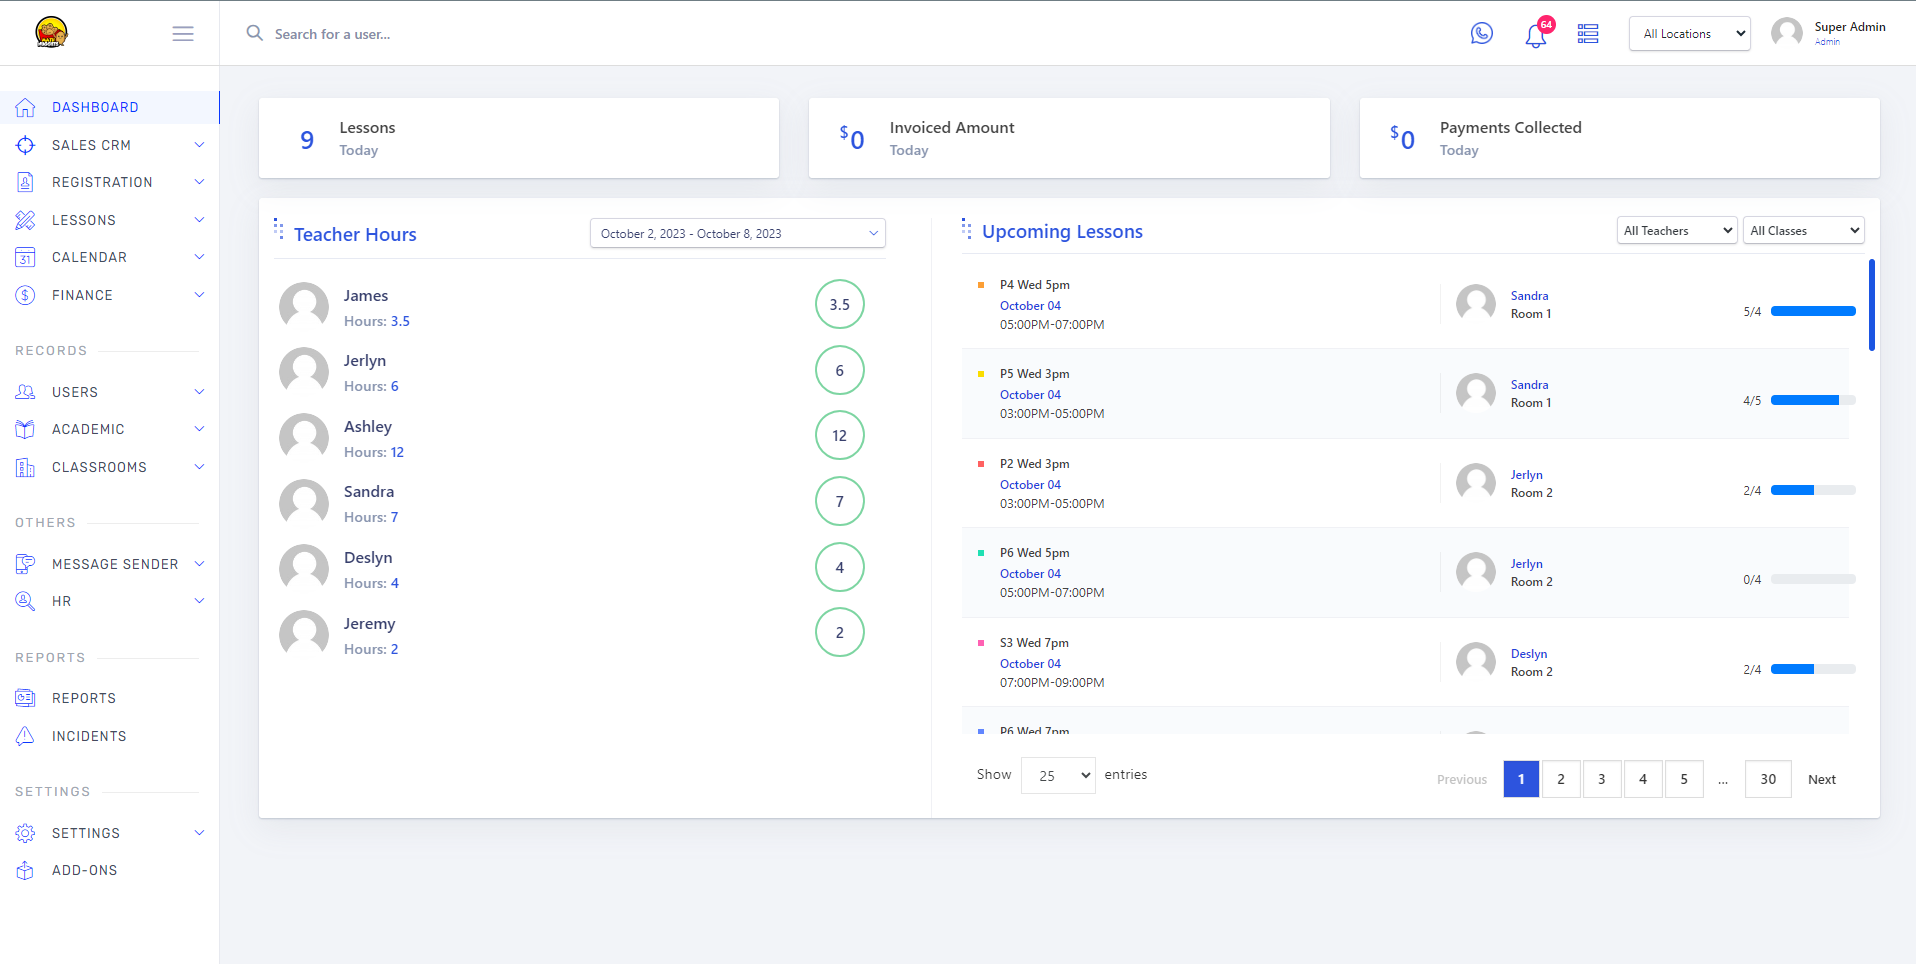 Search for a user...
64
All Locations
Super Admin
Admin
DASHBOARD
SALES CRM
REGISTRATION
LESSONS
31
CALENDAR
$
FINANCE
RECORDS
USERS
ACADEMIC
CLASSROOMS
OTHERS
MESSAGE SENDER
HR
REPORTS
REPORTS
INCIDENTS
SETTINGS
SETTINGS
ADD-ONS
9
Lessons
Today
$0
Invoiced Amount
Today
$0
Payments Collected
Today
Teacher Hours
October 2, 2023 - October 8, 2023
James
Hours: 3.5
3.5
Jerlyn
Hours: 6
6
Ashley
Hours: 12
12
Sandra
Hours: 7
7
Deslyn
Hours: 4
4
Jeremy
Hours: 2
2
Upcoming Lessons
All Teachers
All Classes
P4 Wed 5pm
October 04
05:00PM-07:00PM
Sandra
Room 1
5/4
P5 Wed 3pm
October 04
03:00PM-05:00PM
Sandra
Room 1
4/5
P2 Wed 3pm
October 04
03:00PM-05:00PM
Jerlyn
Room 2
2/4
P6 Wed 5pm
October 04
05:00PM-07:00PM
Jerlyn
Room 2
0/4
S3 Wed 7pm
October 04
07:00PM-09:00PM
Deslyn
Room 2
2/4
P6 Wed 7pm
Show 25 entries
Previous 1 2 3 4 5 ... 30 Next